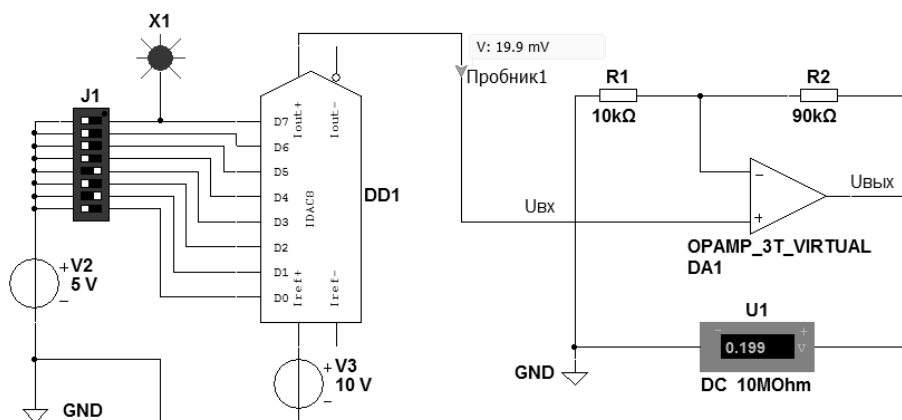 X1
V: 19.9 mV
Пробник1
J1
D7
D6
D5
D4
D3
D2
D1
D0
Iout+
Iout-
IDAC8
Iref+
Iref-
DD1
R1
10kΩ
R2
90kΩ
−
+
Uвх
Uвых
OPAMP_3T_VIRTUAL
DA1
V2
5 V
+
−
V3
10 V
+
−
GND
GND
U1
−
+
0.199
V
DC 10MOhm